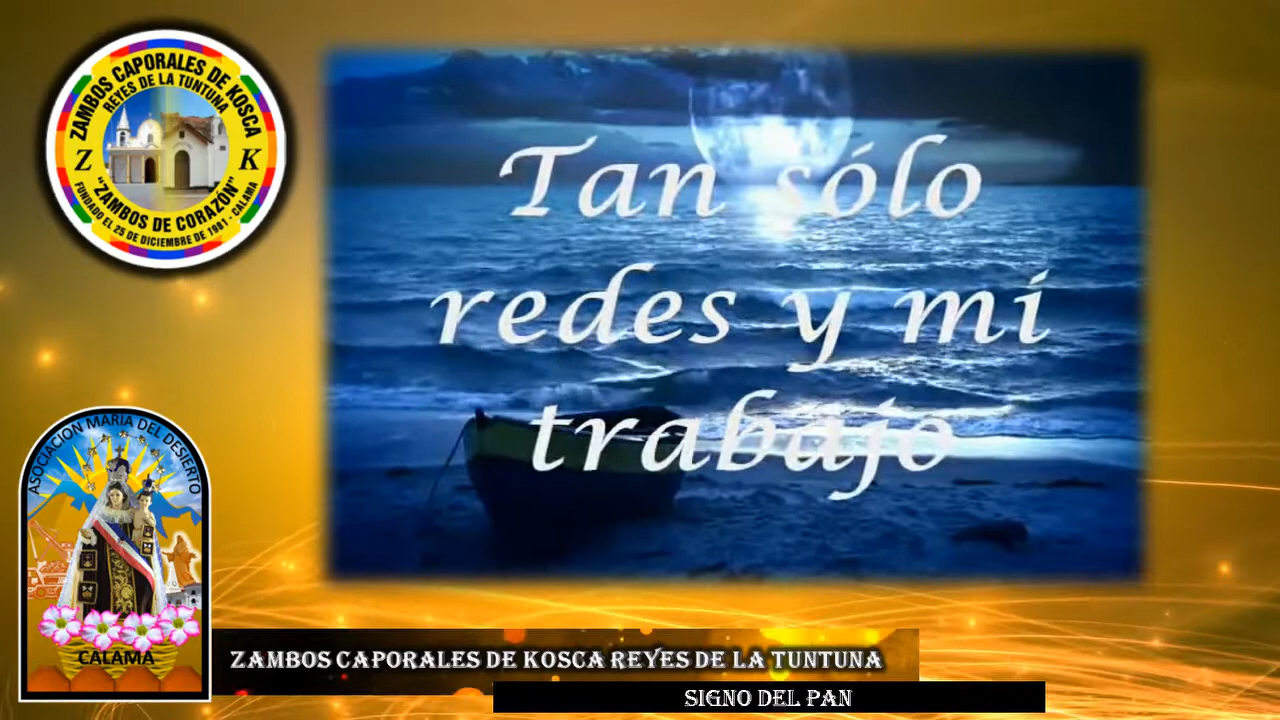 ZAMBOS CAPORALES DE KOSCA
REYES DE LA TUNTUNA
Z K
"ZAMBOS DE CORAZÓN"
FUNDADO EL 25 DE DICIEMBRE DE 1981 - CALAMA
Tan sólo
redes y mi
trabajo
ASOCIACION MARIA DEL DESIERTO
CALAMA
ZAMBOS CAPORALES DE KOSCA REYES DE LA TUNTUNA
SIGNO DEL PAN